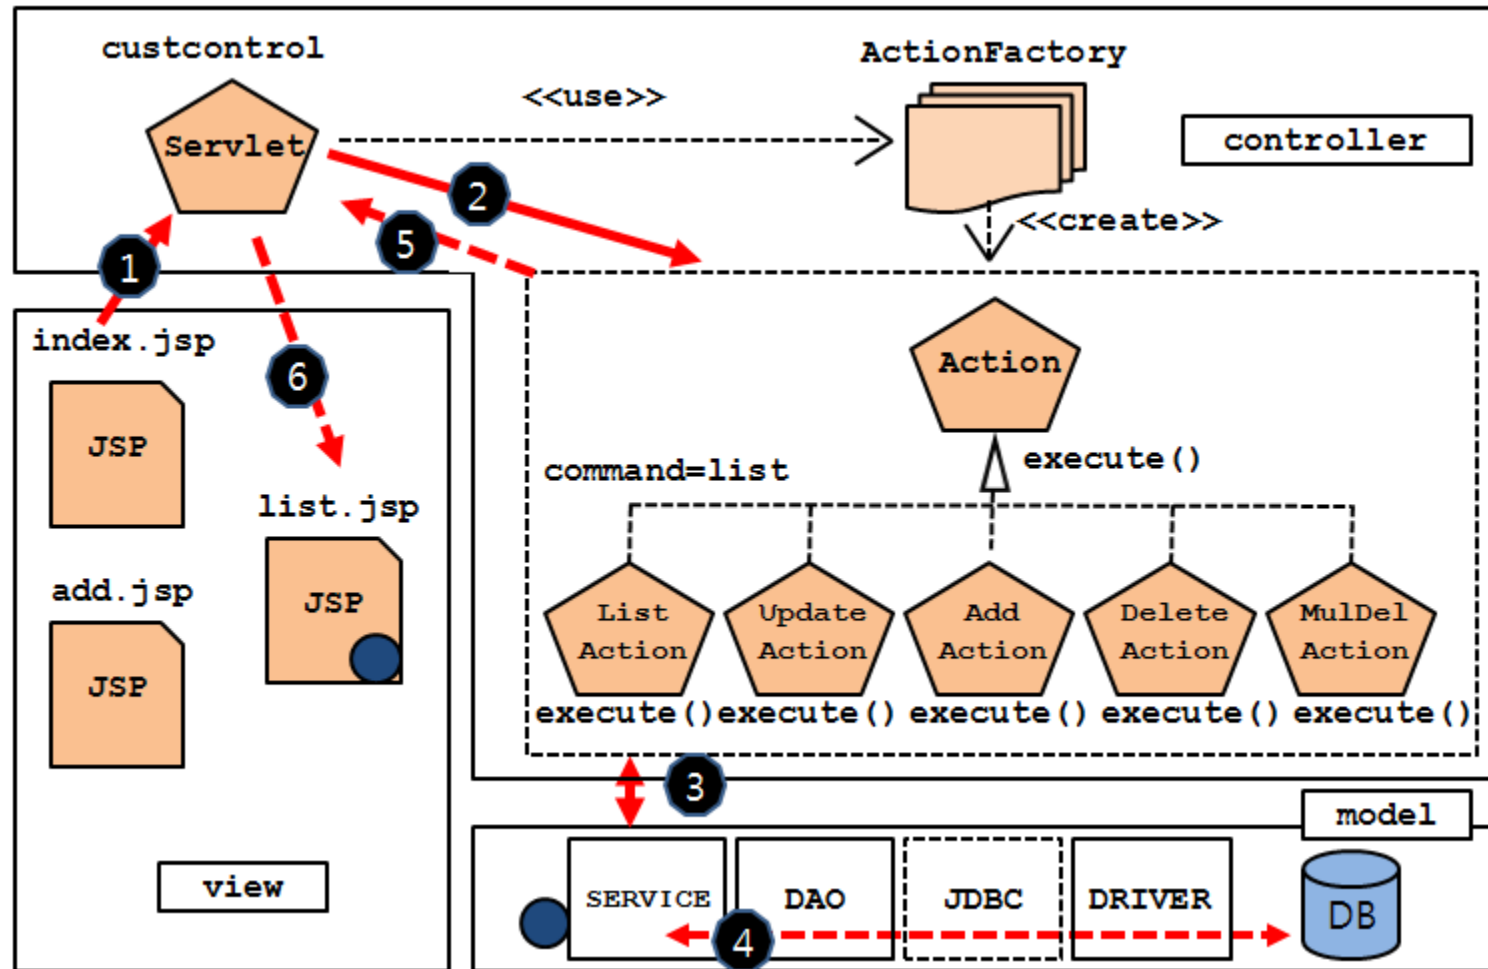 custcontrol
ActionFactory
<<use>>
Servlet
controller
2
<<create>>
5
1
index.jsp
Action
6
JSP
execute()
command=list
list.jsp
add.jsp
JSP
List
Action
Update
Action
Add
Action
Delete
Action
MulDel
Action
JSP
execute()
execute()
execute()
execute()
execute()
3
model
view
SERVICE
DAO
JDBC
DRIVER
DB
4